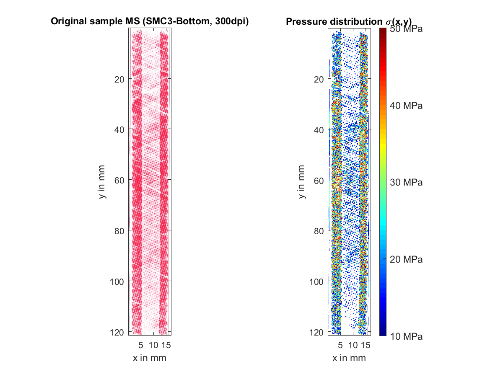 Original sample MS (SMC3-Bottom, 300dpi)
Pressure distribution σ(x,y)
50 MPa
40 MPa
30 MPa
20 MPa
10 MPa
y in mm
20
40
60
80
100
120
5 10 15
x in mm
y in mm
20
40
60
80
100
120
5 10 15
x in mm